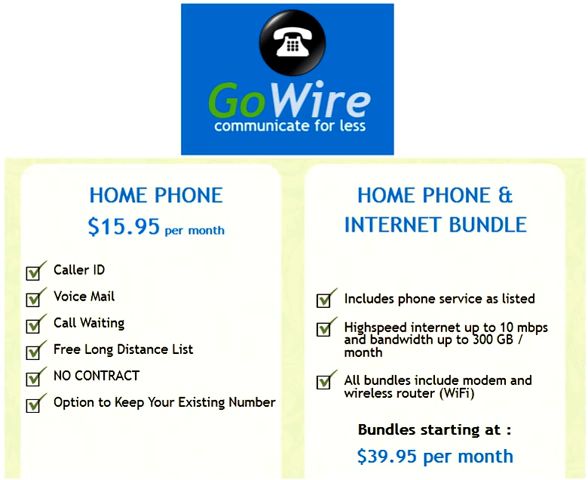 GoWire
communicate for less
HOME PHONE
$15.95 per month
Caller ID
Voice Mail
Call Waiting
Free Long Distance List
NO CONTRACT
Option to Keep Your Existing Number
HOME PHONE &
INTERNET BUNDLE
Includes phone service as listed
Highspeed internet up to 10 mbps
and bandwidth up to 300 GB /
month
All bundles include modem and
wireless router (WiFi)
Bundles starting at :
$39.95 per month